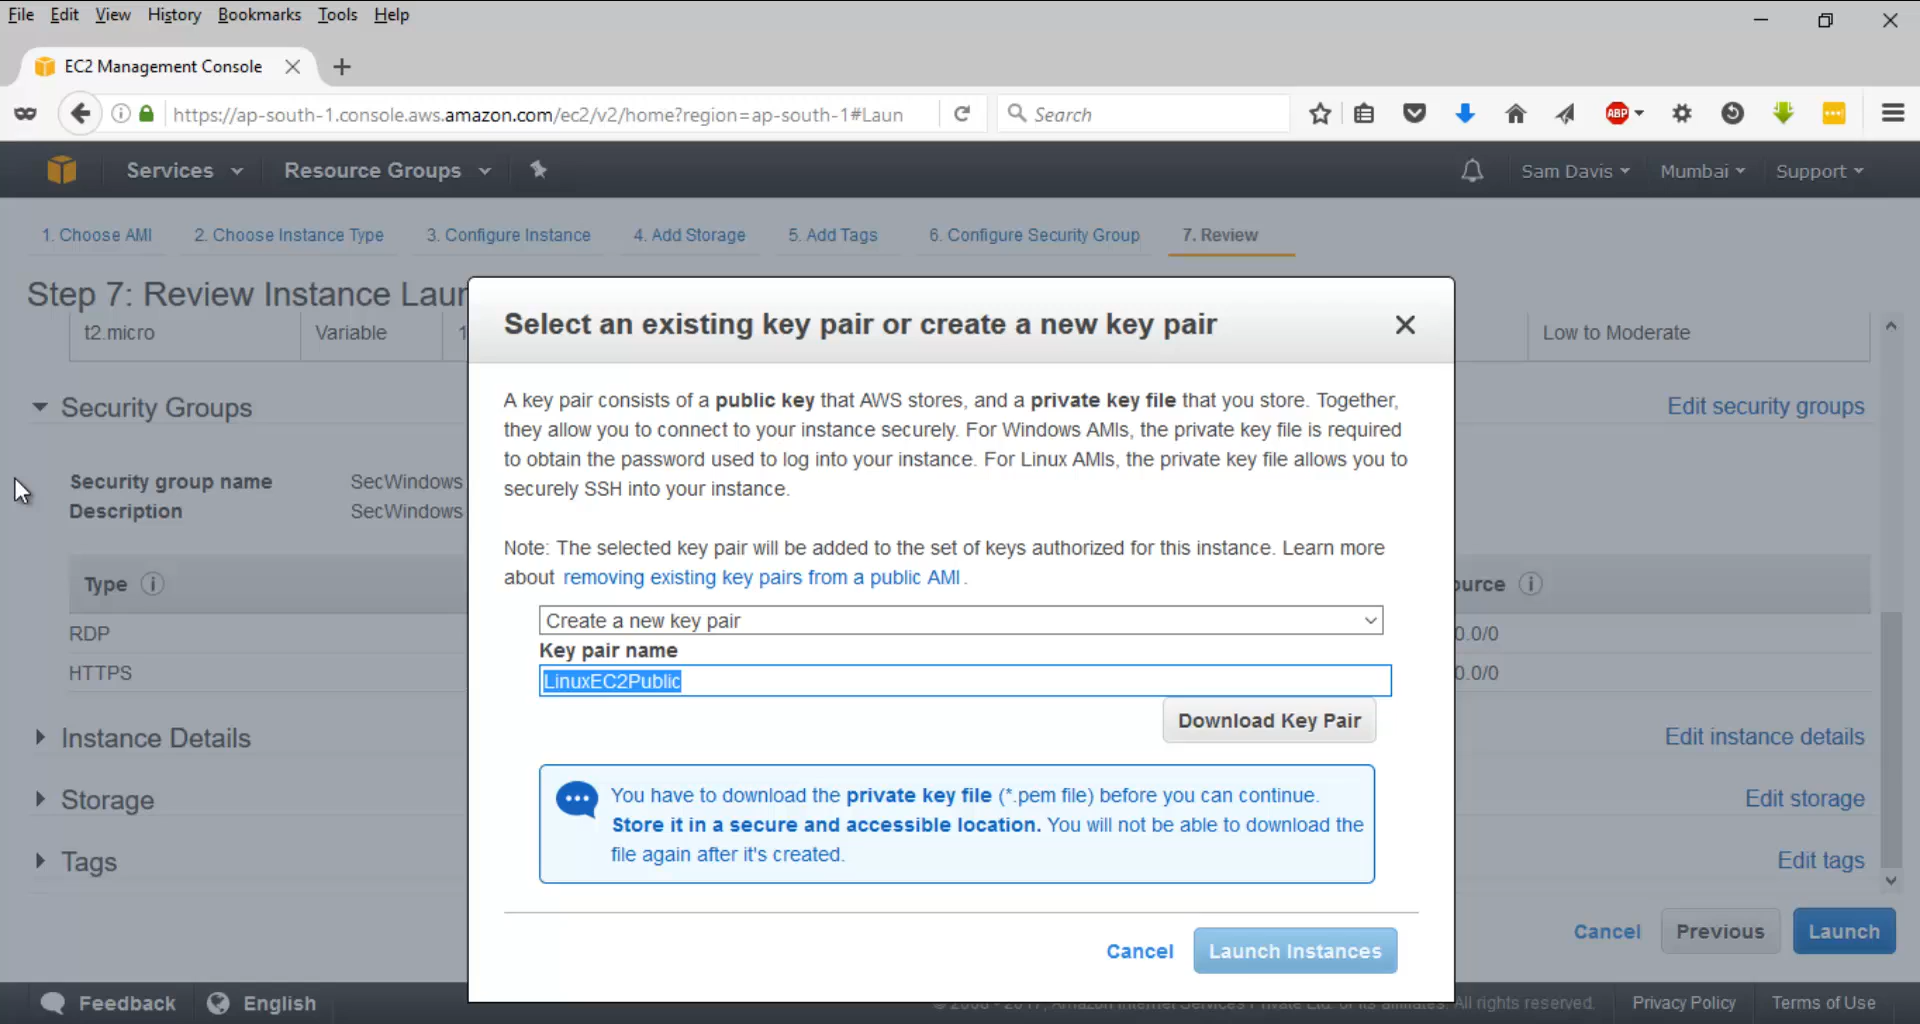 File Edit View History Bookmarks Tools Help
EC2 Management Console
https://ap-south-1.console.aws.amazon.com/ec2/v2/home?region=ap-south-1#Laun
Search
ABP
Services Resource Groups Sam Davis Mumbai Support
1. Choose AMI 2. Choose Instance Type 3. Configure Instance 4. Add Storage 5. Add Tags 6. Configure Security Group 7. Review
Step 7: Review Instance Laun
t2.micro Variable 1 Low to Moderate
Security Groups Edit security groups
Security group name SecWindows
Description SecWindows
Type i ource i
RDP 0.0/0
HTTPS 0.0/0
Instance Details Edit instance details
Storage Edit storage
Tags Edit tags
Select an existing key pair or create a new key pair
A key pair consists of a public key that AWS stores, and a private key file that you store. Together,
they allow you to connect to your instance securely. For Windows AMIs, the private key file is required
to obtain the password used to log into your instance. For Linux AMIs, the private key file allows you to
securely SSH into your instance.
Note: The selected key pair will be added to the set of keys authorized for this instance. Learn more
about removing existing key pairs from a public AMI.
Create a new key pair
Key pair name
LinuxEC2Public
Download Key Pair
You have to download the private key file (*.pem file) before you can continue.
Store it in a secure and accessible location. You will not be able to download the
file again after it's created.
Cancel Launch Instances
Cancel Previous Launch
Feedback English All rights reserved. Privacy Policy Terms of Use